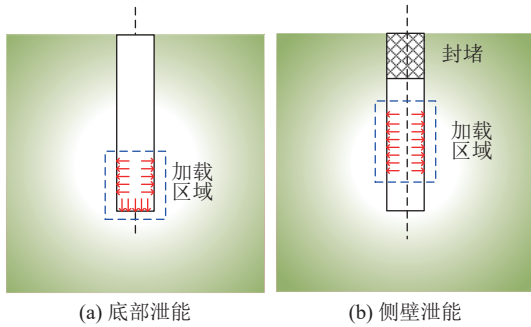 封堵
加载
区域
加载
区域
(a) 底部泄能
(b) 侧壁泄能